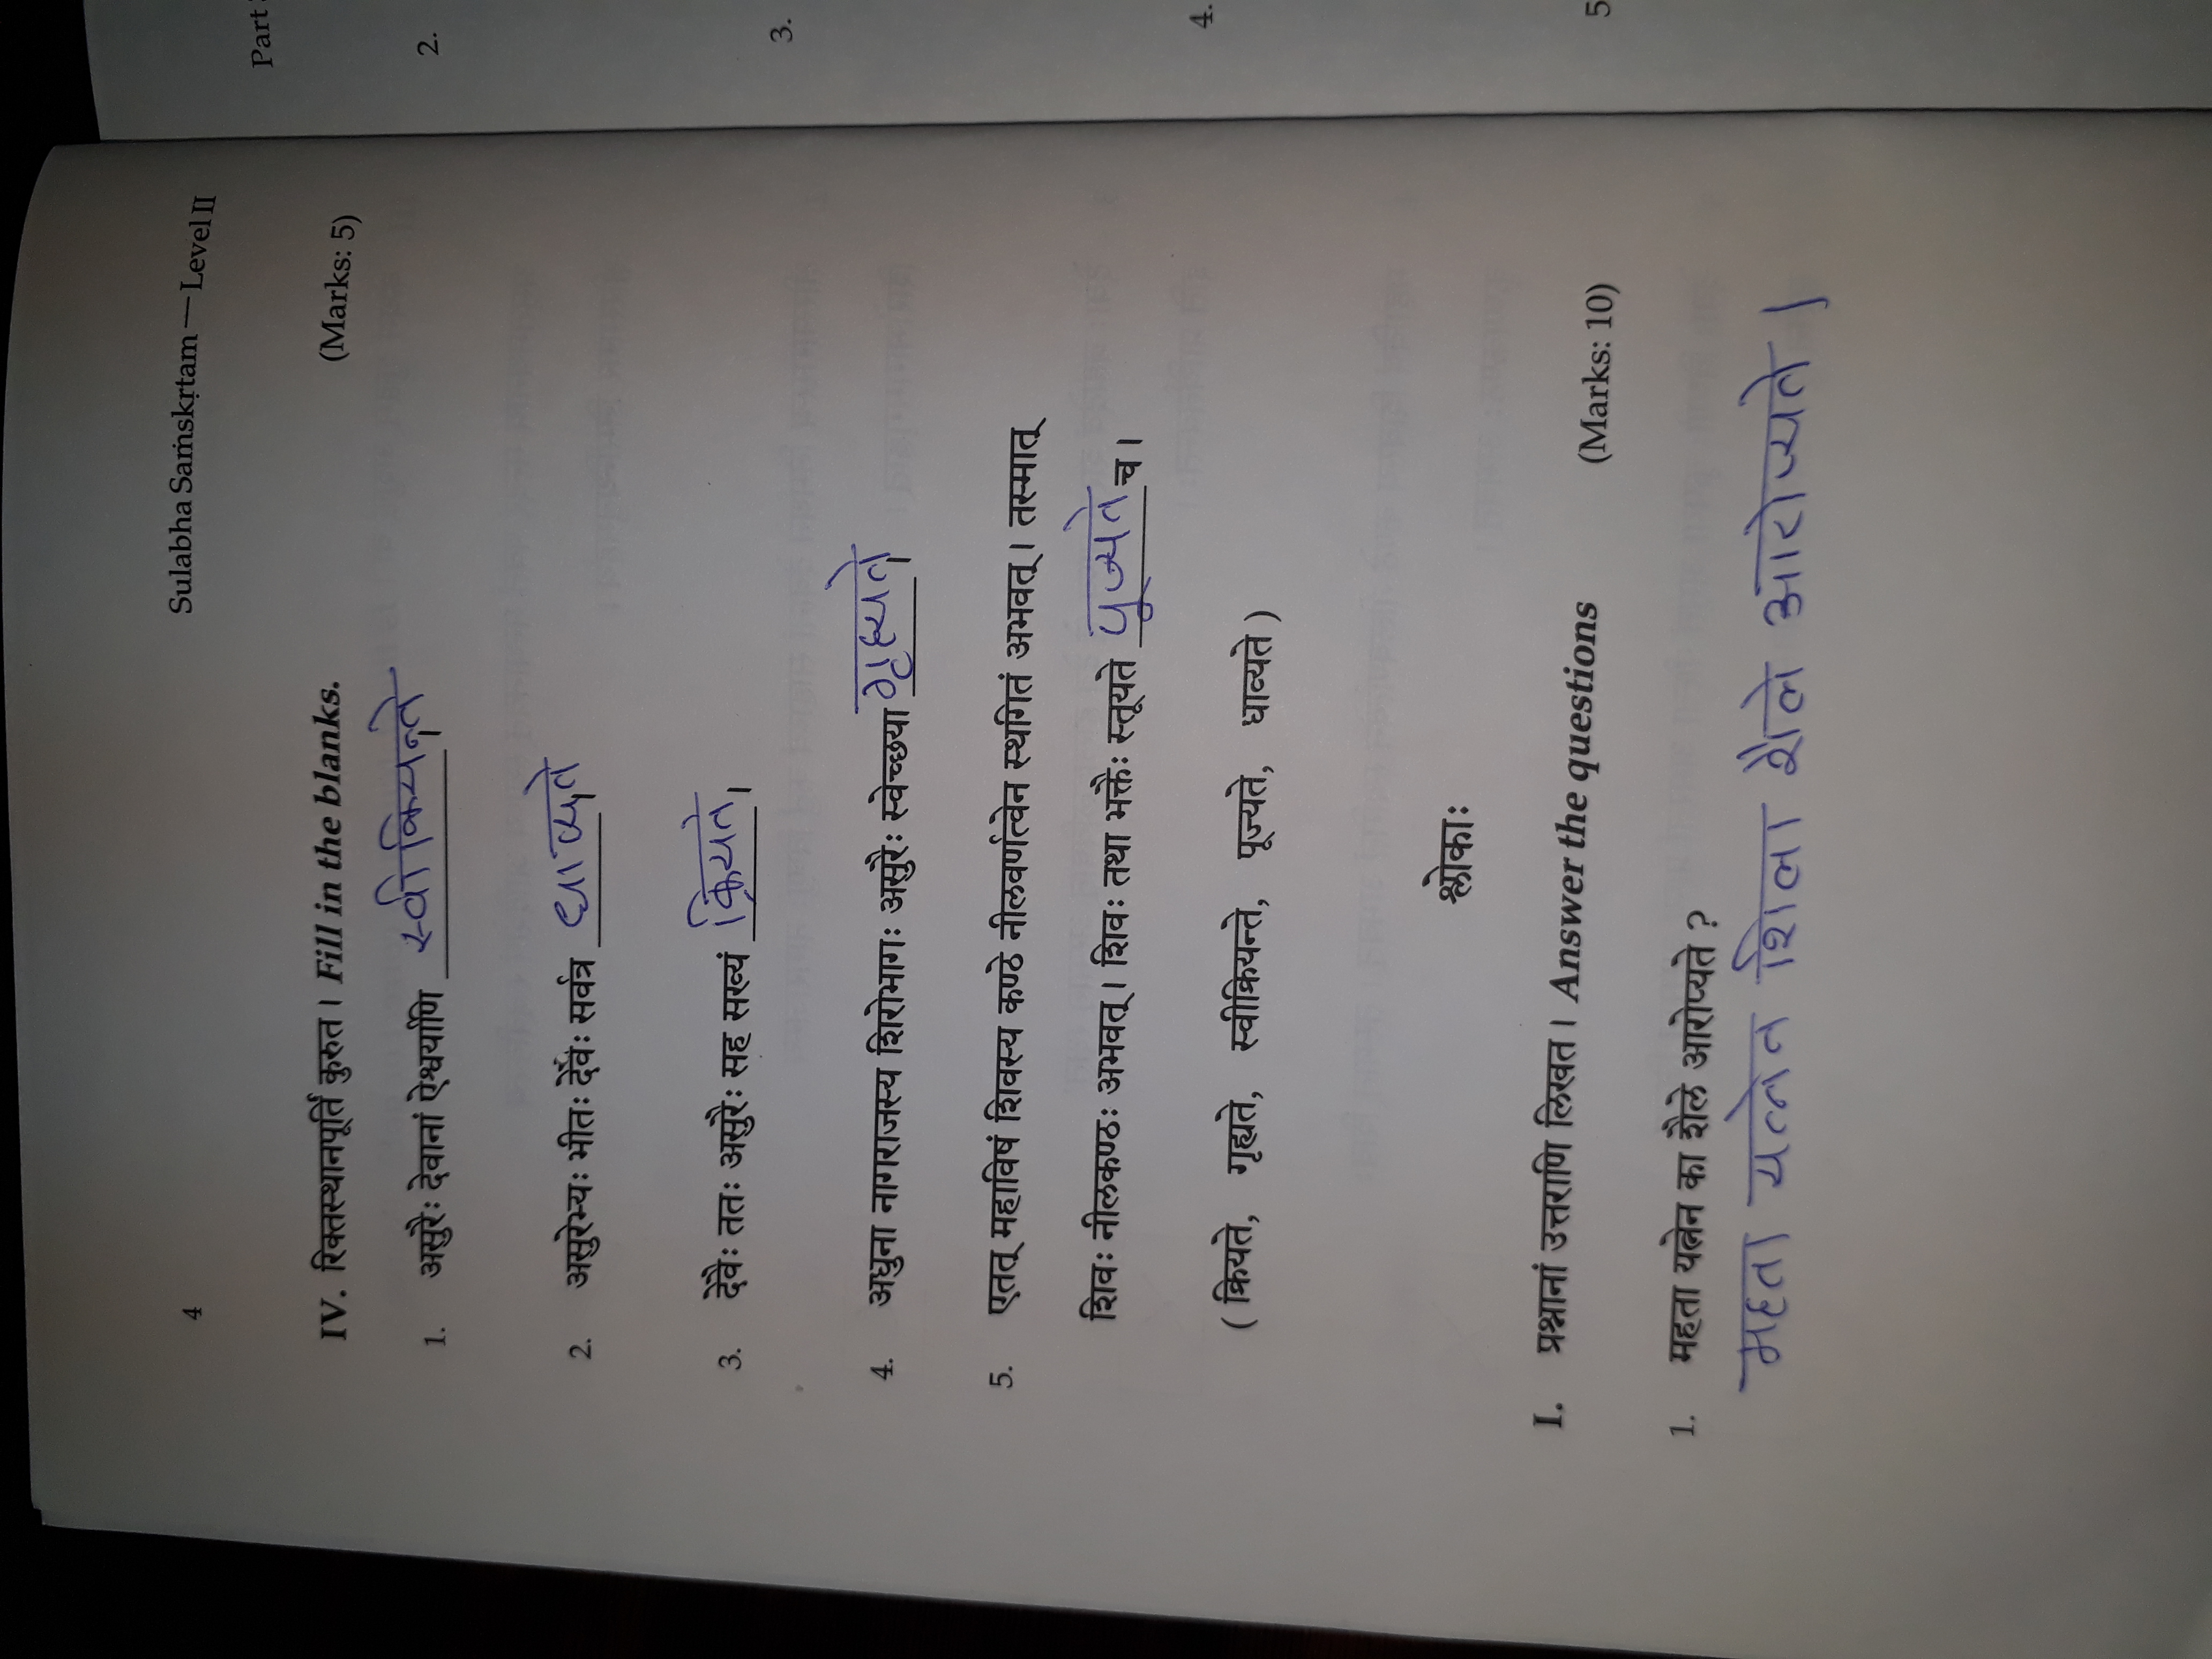 4
Sulabha Saṁskṛtam — Level II
Part
IV. रिक्तस्थानपूर्तिं कुरुत। Fill in the blanks. (Marks: 5)
1. असुरैः देवानां ऐश्वर्याणि स्वीकियन्ते।
2. असुरेभ्यः भीतः देवैः सर्वत्र धाव्यते।
3. देवैः ततः असुरैः सह सख्यं क्रियते।
4. अधुना नागराजस्य शिरोभागः असुरैः स्वेच्छया गृह्यते।
5. एतत् महाविषं शिवस्य कण्ठे नीलवर्णत्वेन स्थगितं अभवत्। तस्मात्
शिवः नीलकण्ठः अभवत्। शिवः तथा भक्तैः स्तूयते पूज्यते च।
( क्रियते, गृह्यते, स्वीक्रियन्ते, पूज्यते, धाव्यते )
श्लोकाः
I. प्रश्नानां उत्तराणि लिखत। Answer the questions (Marks: 10)
1. महता यत्नेन का शैले आरोप्यते ?
महता यत्नेन शिला शैले आरोप्यते।
2.
3.
4.
5